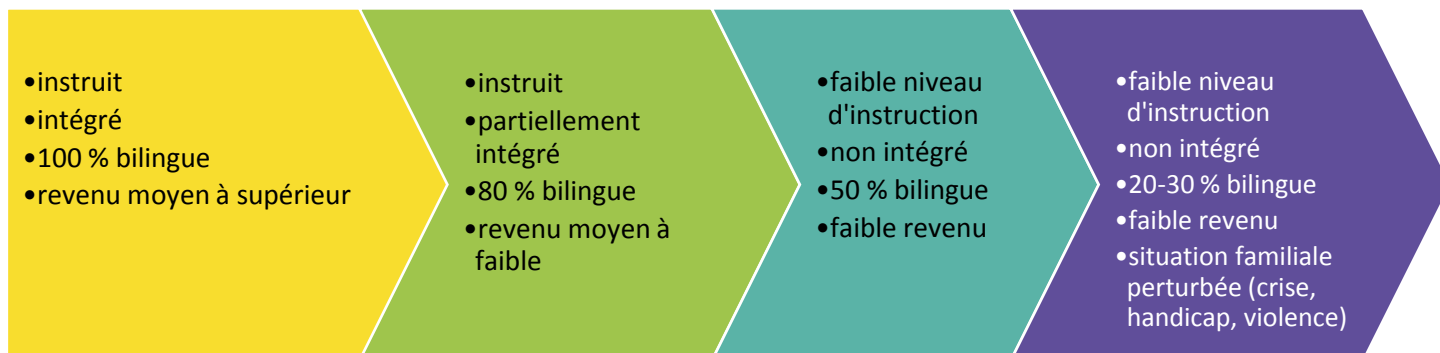 •instruit
•intégré
•100 % bilingue
•revenu moyen à supérieur
•instruit
•partiellement
intégré
•80 % bilingue
•revenu moyen à
faible
•faible niveau
d'instruction
•non intégré
•50 % bilingue
•faible revenu
•faible niveau
d'instruction
•non intégré
•20-30 % bilingue
•faible revenu
•situation familiale
perturbée (crise,
handicap, violence)